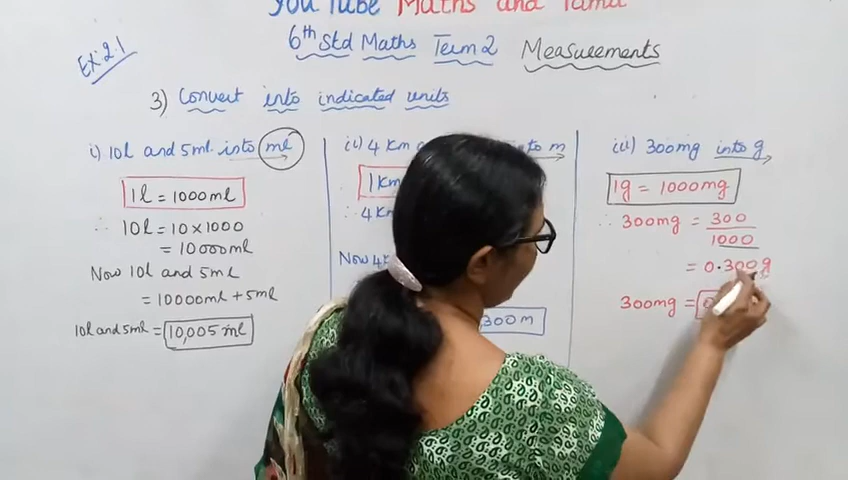 YouTube Maths and Tamil
6th Std Maths Term 2 Measurements
Ex: 2.1
3) Convert into indicated units
i) 10l and 5ml into ml
1l = 1000ml
∴ 10l = 10×1000
= 10000ml
Now 10l and 5ml
= 10000ml + 5ml
10l and 5ml = 10,005 ml
ii) 4 Km a
into m
1Km
∴ 4K
Now 4K
,300m
iii) 300mg into g
1g = 1000mg
∴ 300mg = 300
1000
= 0.300g
300mg =